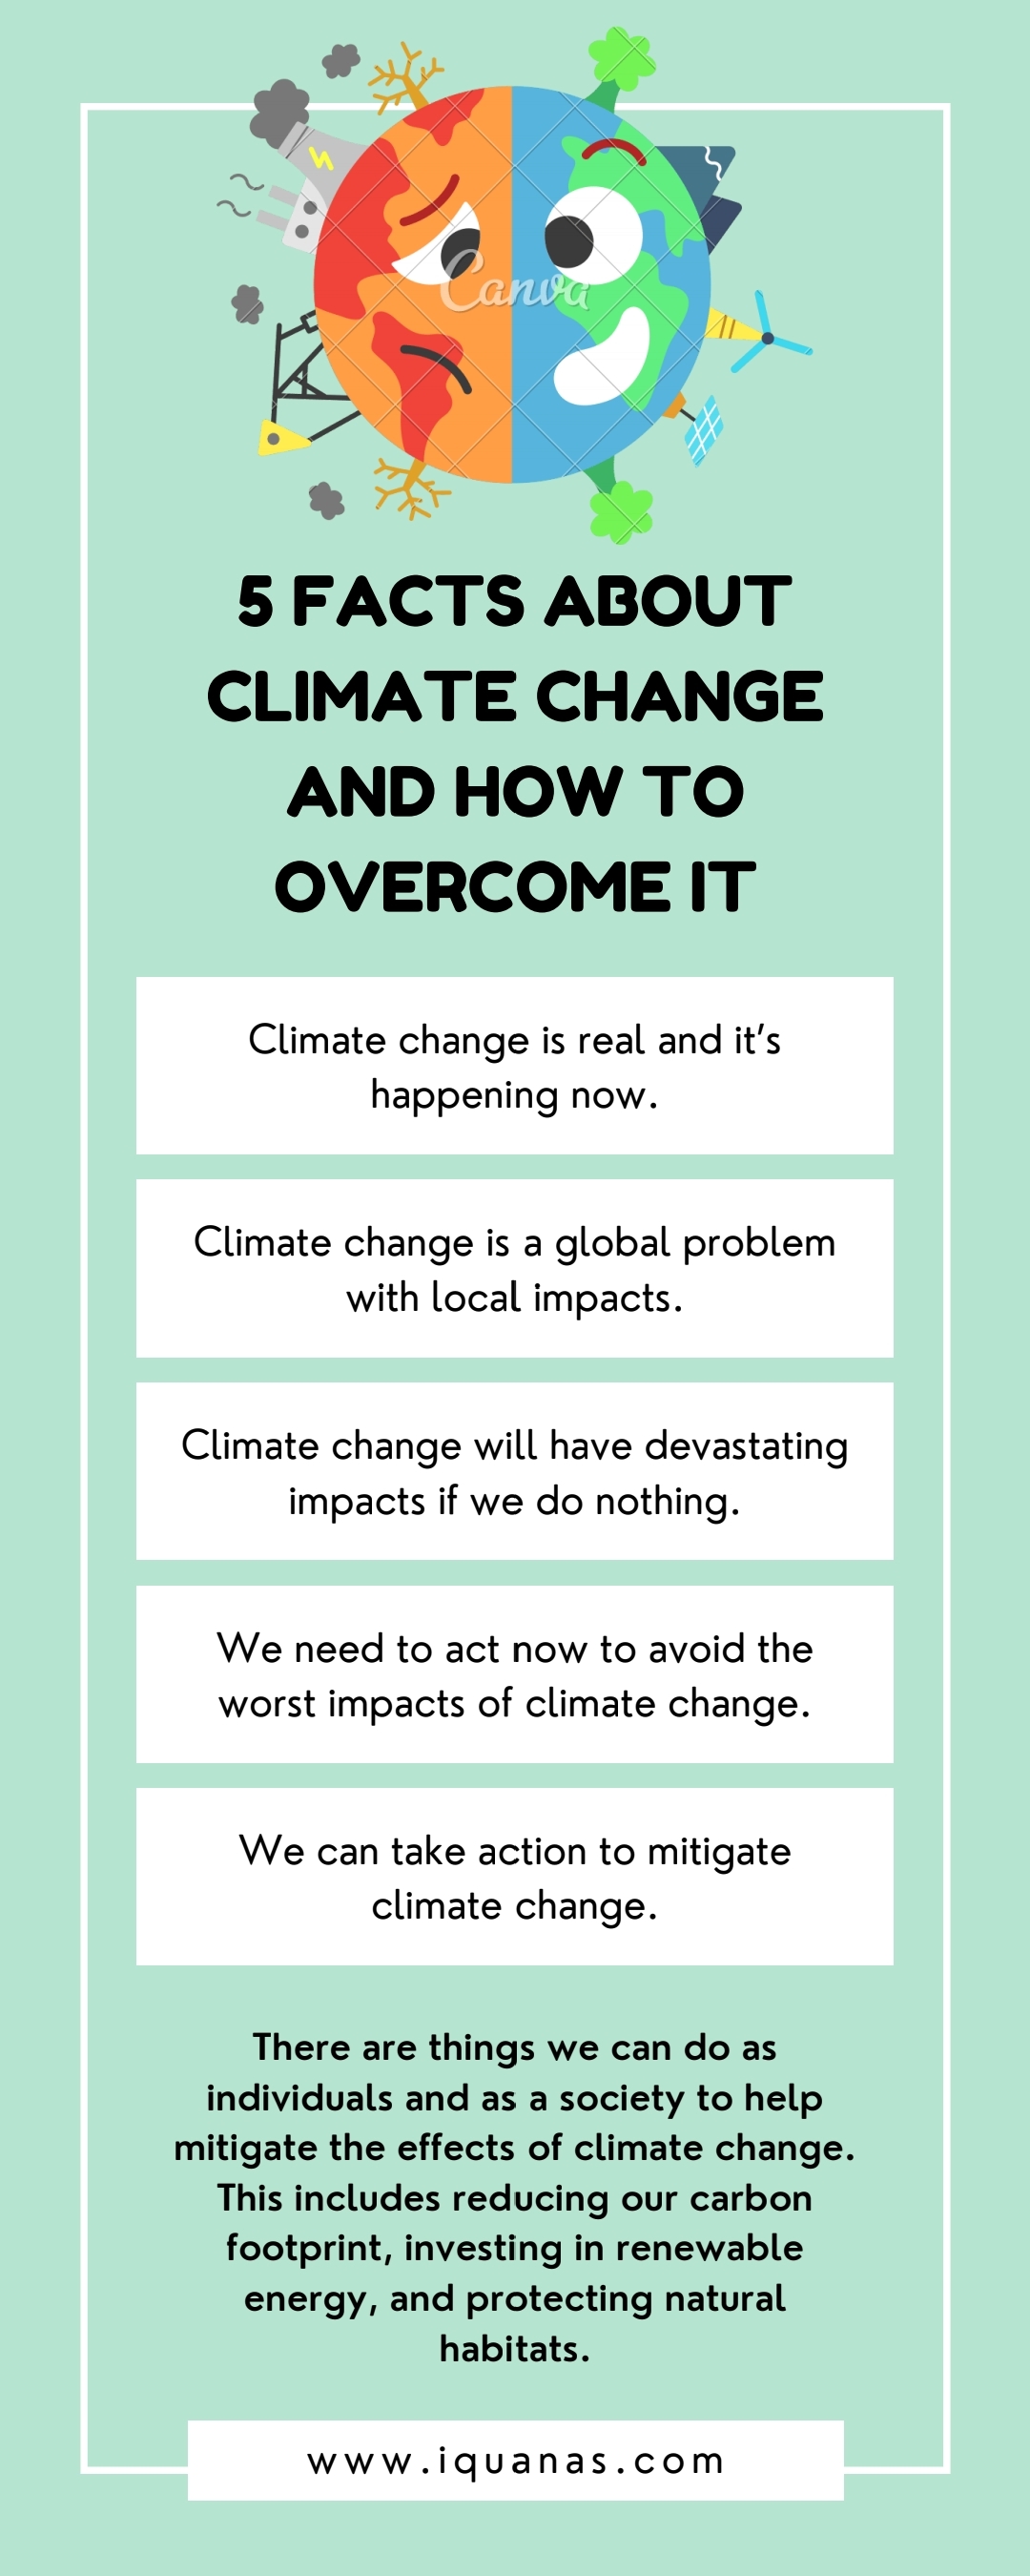 Canva
5 FACTS ABOUT
CLIMATE CHANGE
AND HOW TO
OVERCOME IT
Climate change is real and it’s
happening now.
Climate change is a global problem
with local impacts.
Climate change will have devastating
impacts if we do nothing.
We need to act now to avoid the
worst impacts of climate change.
We can take action to mitigate
climate change.
There are things we can do as
individuals and as a society to help
mitigate the effects of climate change.
This includes reducing our carbon
footprint, investing in renewable
energy, and protecting natural
habitats.
www.iquanas.com